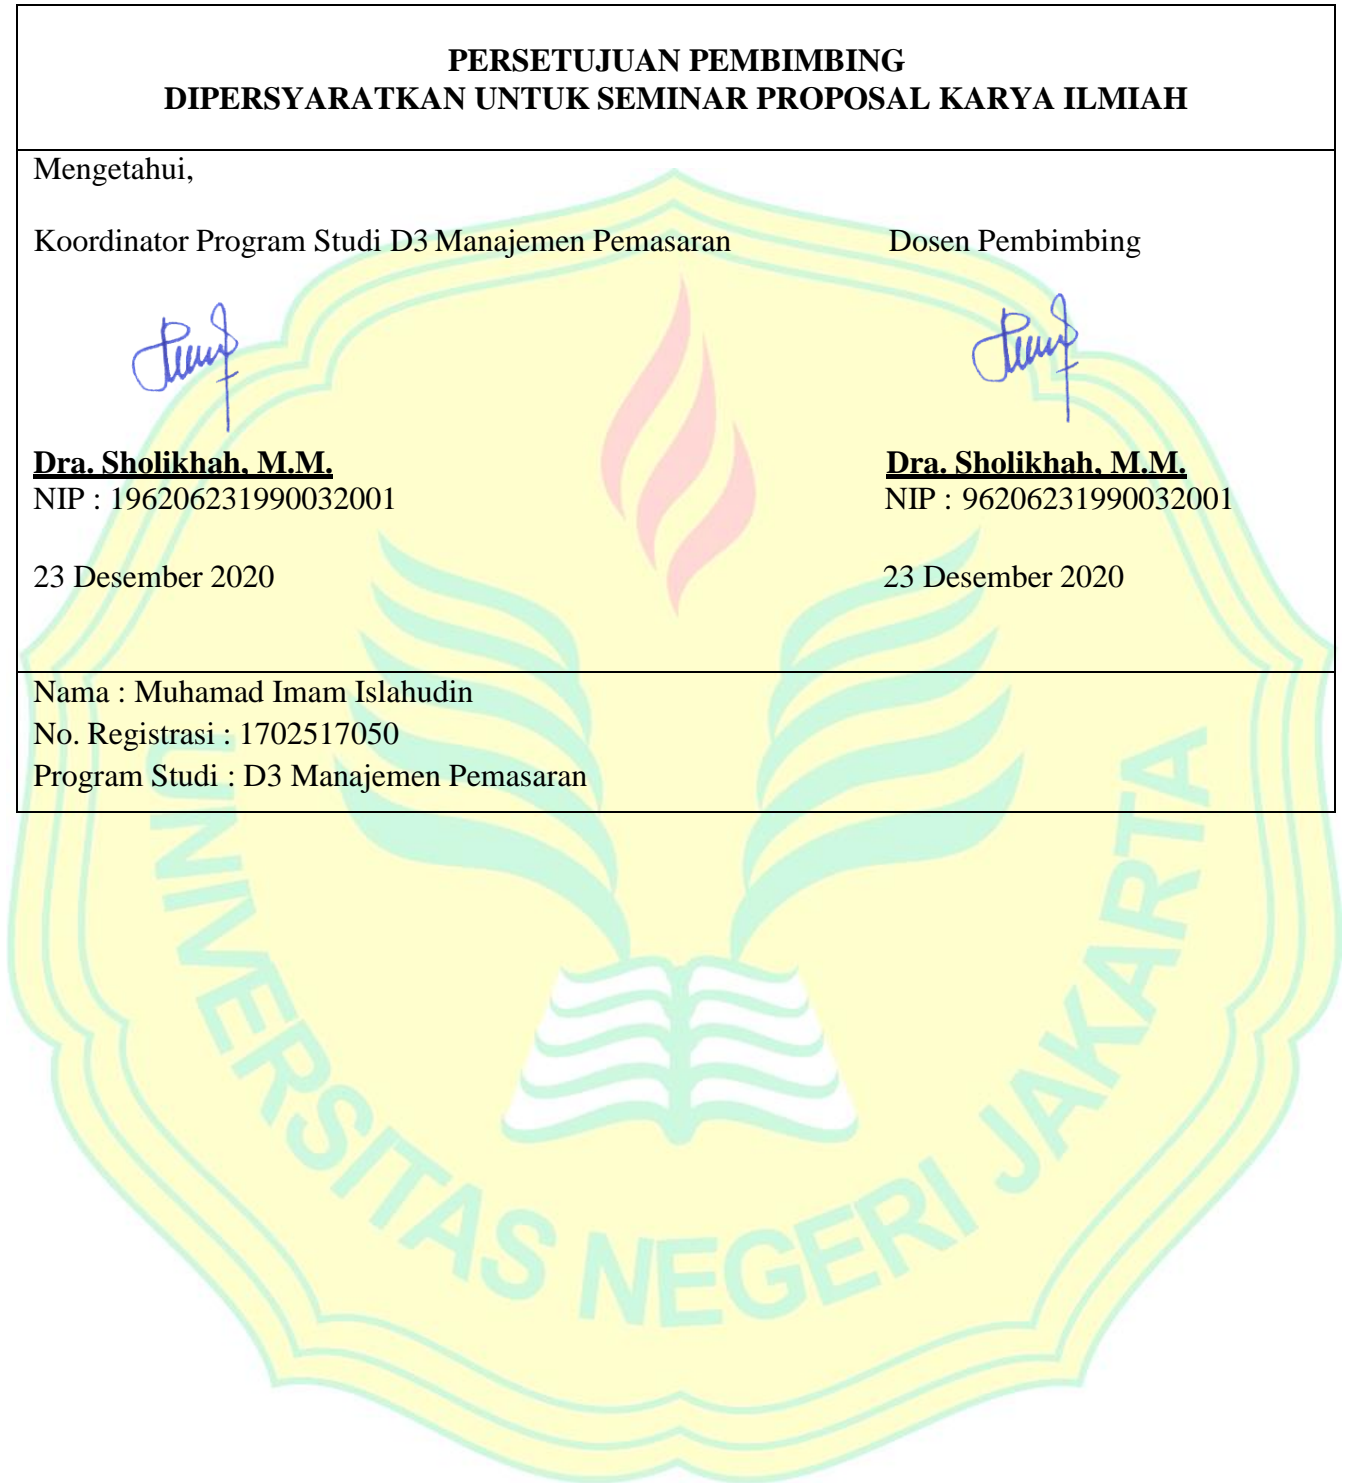 PERSETUJUAN PEMBIMBING
DIPERSYARATKAN UNTUK SEMINAR PROPOSAL KARYA ILMIAH
Mengetahui,
Koordinator Program Studi D3 Manajemen Pemasaran
Dosen Pembimbing
Dra. Sholikhah, M.M.
NIP : 196206231990032001
23 Desember 2020
Dra. Sholikhah, M.M.
NIP : 96206231990032001
23 Desember 2020
Nama : Muhamad Imam Islahudin
No. Registrasi : 1702517050
Program Studi : D3 Manajemen Pemasaran
UNIVERSITAS NEGERI JAKARTA